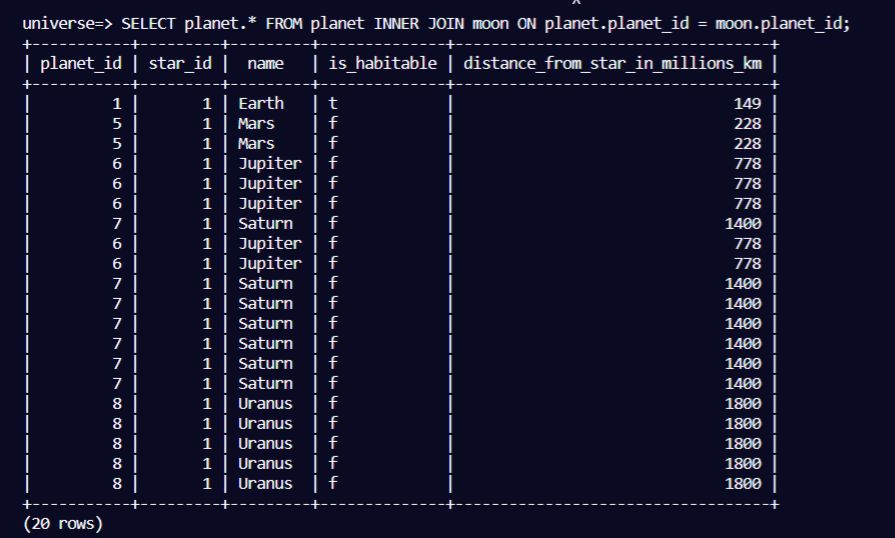 universe=> SELECT planet.* FROM planet INNER JOIN moon ON planet.planet_id = moon.planet_id;
+-----------+---------+---------+--------------+----------------------------------+
| planet_id | star_id |  name   | is_habitable | distance_from_star_in_millions_km |
+-----------+---------+---------+--------------+----------------------------------+
|         1 |       1 | Earth   | t            |                               149 |
|         5 |       1 | Mars    | f            |                               228 |
|         5 |       1 | Mars    | f            |                               228 |
|         6 |       1 | Jupiter | f            |                               778 |
|         6 |       1 | Jupiter | f            |                               778 |
|         6 |       1 | Jupiter | f            |                               778 |
|         7 |       1 | Saturn  | f            |                              1400 |
|         6 |       1 | Jupiter | f            |                               778 |
|         6 |       1 | Jupiter | f            |                               778 |
|         7 |       1 | Saturn  | f            |                              1400 |
|         7 |       1 | Saturn  | f            |                              1400 |
|         7 |       1 | Saturn  | f            |                              1400 |
|         7 |       1 | Saturn  | f            |                              1400 |
|         7 |       1 | Saturn  | f            |                              1400 |
|         7 |       1 | Saturn  | f            |                              1400 |
|         8 |       1 | Uranus  | f            |                              1800 |
|         8 |       1 | Uranus  | f            |                              1800 |
|         8 |       1 | Uranus  | f            |                              1800 |
|         8 |       1 | Uranus  | f            |                              1800 |
|         8 |       1 | Uranus  | f            |                              1800 |
+-----------+---------+---------+--------------+----------------------------------+
(20 rows)